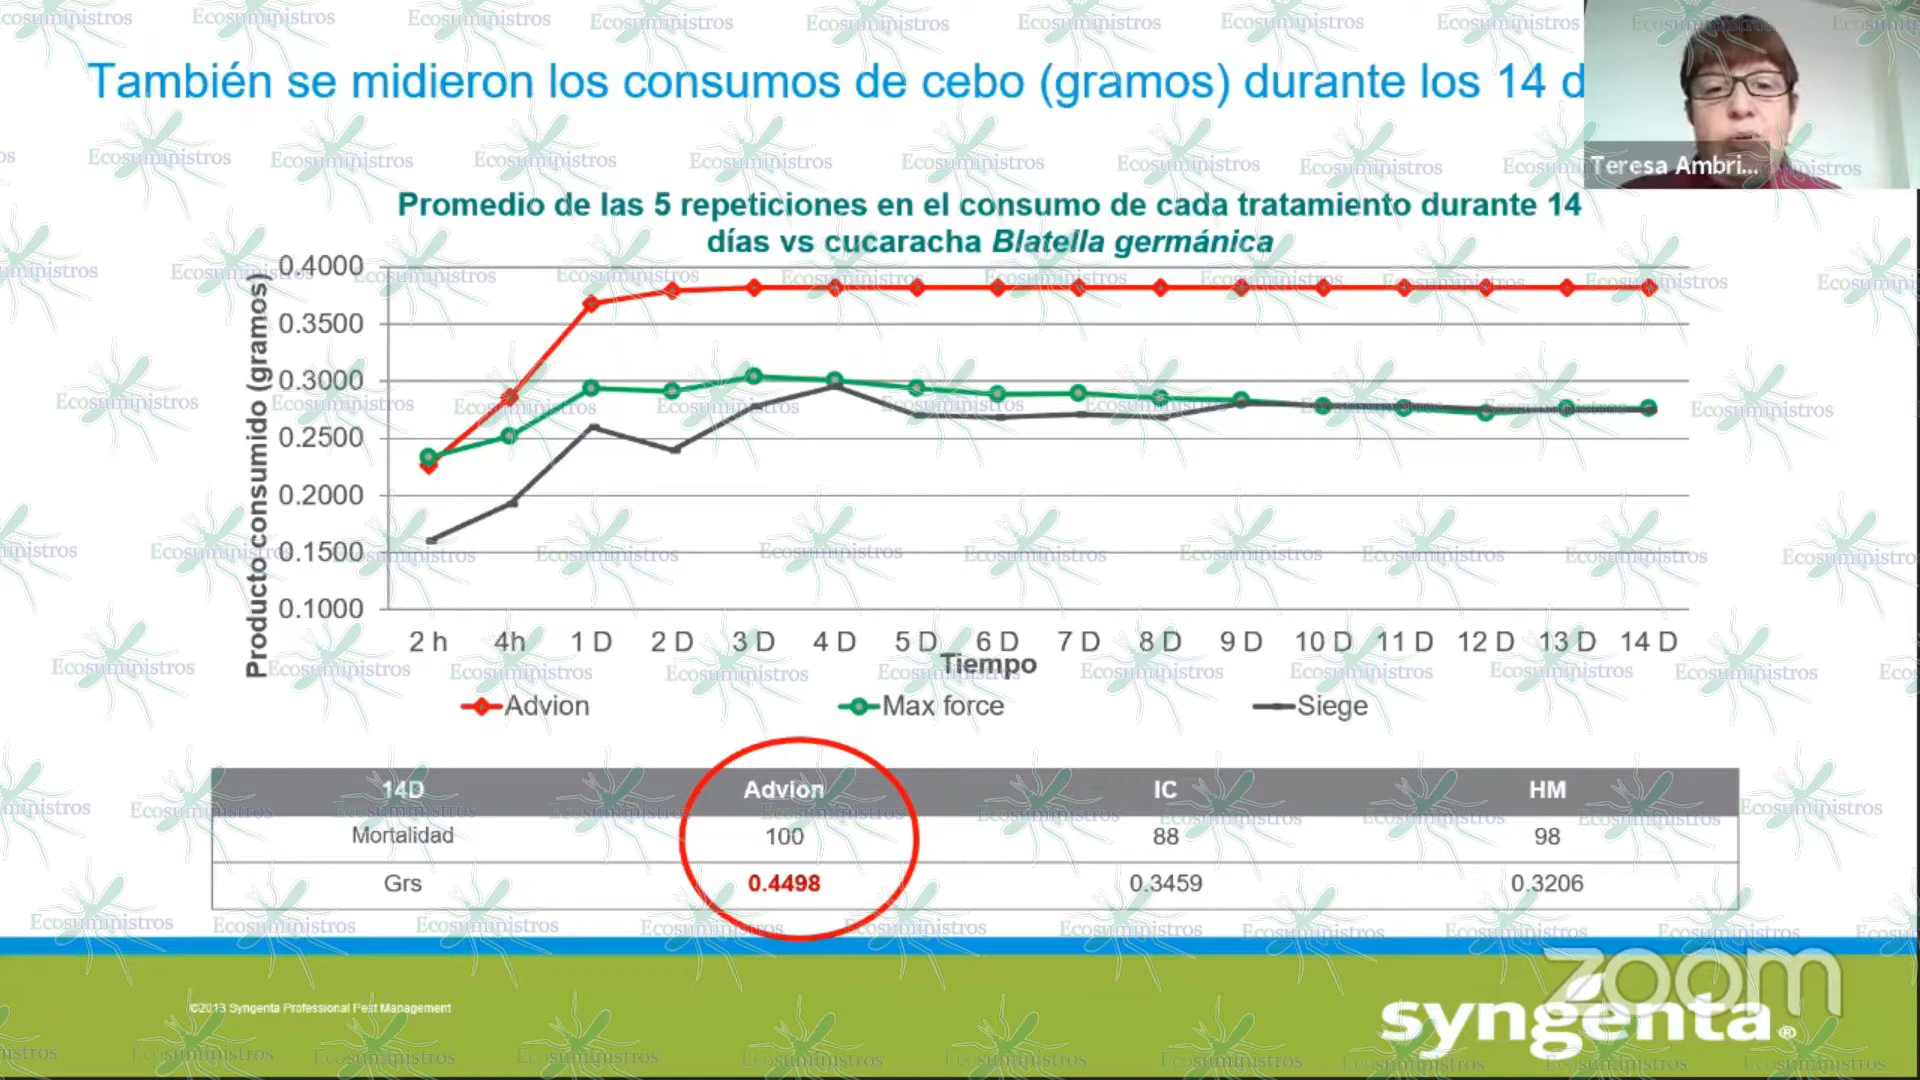 También se midieron los consumos de cebo (gramos) durante los 14 d
Teresa Ambri...
Promedio de las 5 repeticiones en el consumo de cada tratamiento durante 14
días vs cucaracha Blatella germánica
Producto consumido (gramos)
0.4000
0.3500
0.3000
0.2500
0.2000
0.1500
0.1000
2 h 4h 1 D 2 D 3 D 4 D 5 D 6 D 7 D 8 D 9 D 10 D 11 D 12 D 13 D 14 D
Tiempo
Advion Max force Siege
14D Advion IC HM
Mortalidad 100 88 98
Grs 0.4498 0.3459 0.3206
©2013 Syngenta Professional Pest Management
syngenta
zoom
Ecosuministros